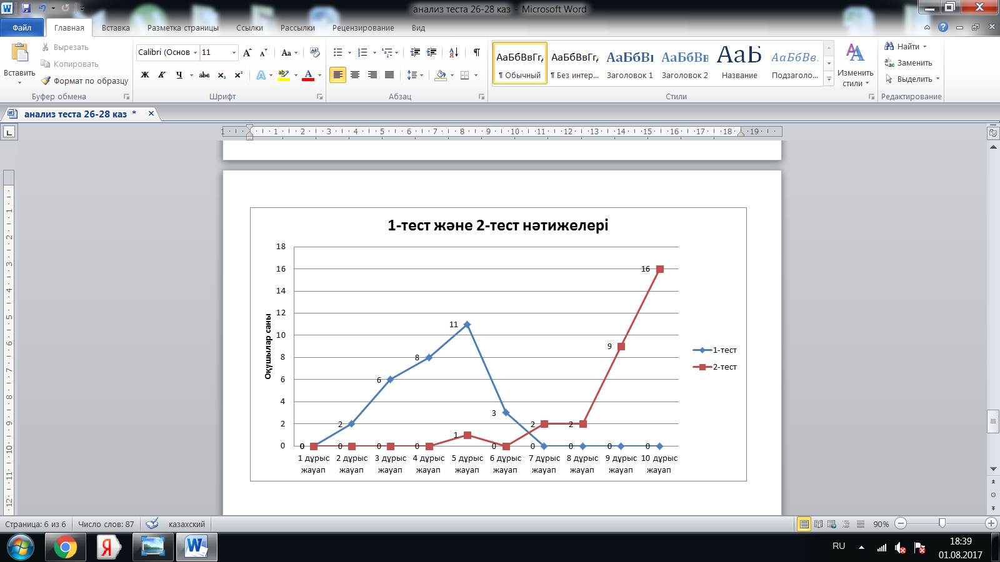 анализ теста 26-28 каз - Microsoft Word
Файл Главная Вставка Разметка страницы Ссылки Рассылки Рецензирование Вид
Вставить
Вырезать
Копировать
Формат по образцу
Буфер обмена
Calibri (Основ 11
Ж К Ч abc x₂ x²
Шрифт
Абзац
АаБбВвГг, АаБбВвГг, АаБбВı АаБбВв АаБ АаБбВв.
¶ Обычный ¶ Без интер... Заголовок 1 Заголовок 2 Название Подзаголо...
Стили
Изменить
стили
Найти
Заменить
Выделить
Редактирование
анализ теста 26-28 каз *
1 1 2 3 4 5 6 7 8 9 10 11 12 13 14 15 16 17 18 19
1 2 3 4 5 6 7 8 9 10 11 12
1-тест және 2-тест нәтижелері
Оқушылар саны
18
16
14
12
10
8
6
4
2
0
0 2 6 8 11 3 0 0 0 0
0 0 0 0 1 0 2 2 9 16
1 дұрыс жауап
2 дұрыс жауап
3 дұрыс жауап
4 дұрыс жауап
5 дұрыс жауап
6 дұрыс жауап
7 дұрыс жауап
8 дұрыс жауап
9 дұрыс жауап
10 дұрыс жауап
1-тест
2-тест
Страница: 6 из 6 Число слов: 87 казахский 90%
RU 18:39
01.08.2017